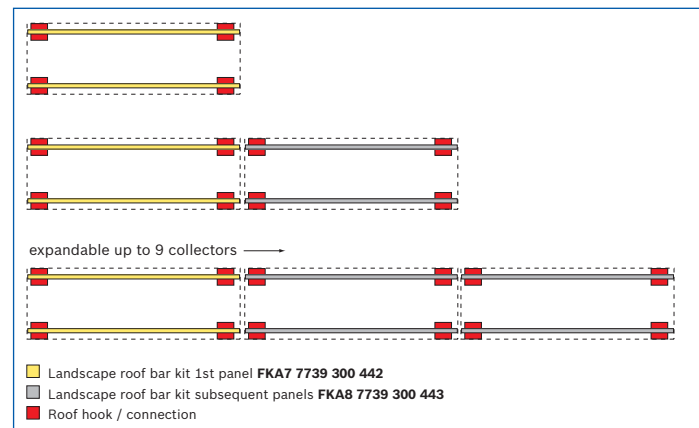 expandable up to 9 collectors
Landscape roof bar kit 1st panel FKA7 7739 300 442
Landscape roof bar kit subsequent panels FKA8 7739 300 443
Roof hook / connection